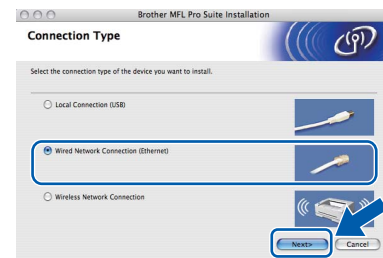 Brother MFL Pro Suite Installation
Connection Type
Select the connection type of the device you want to install.
Local Connection (USB)
Wired Network Connection (Ethernet)
Wireless Network Connection
Next>
Cancel